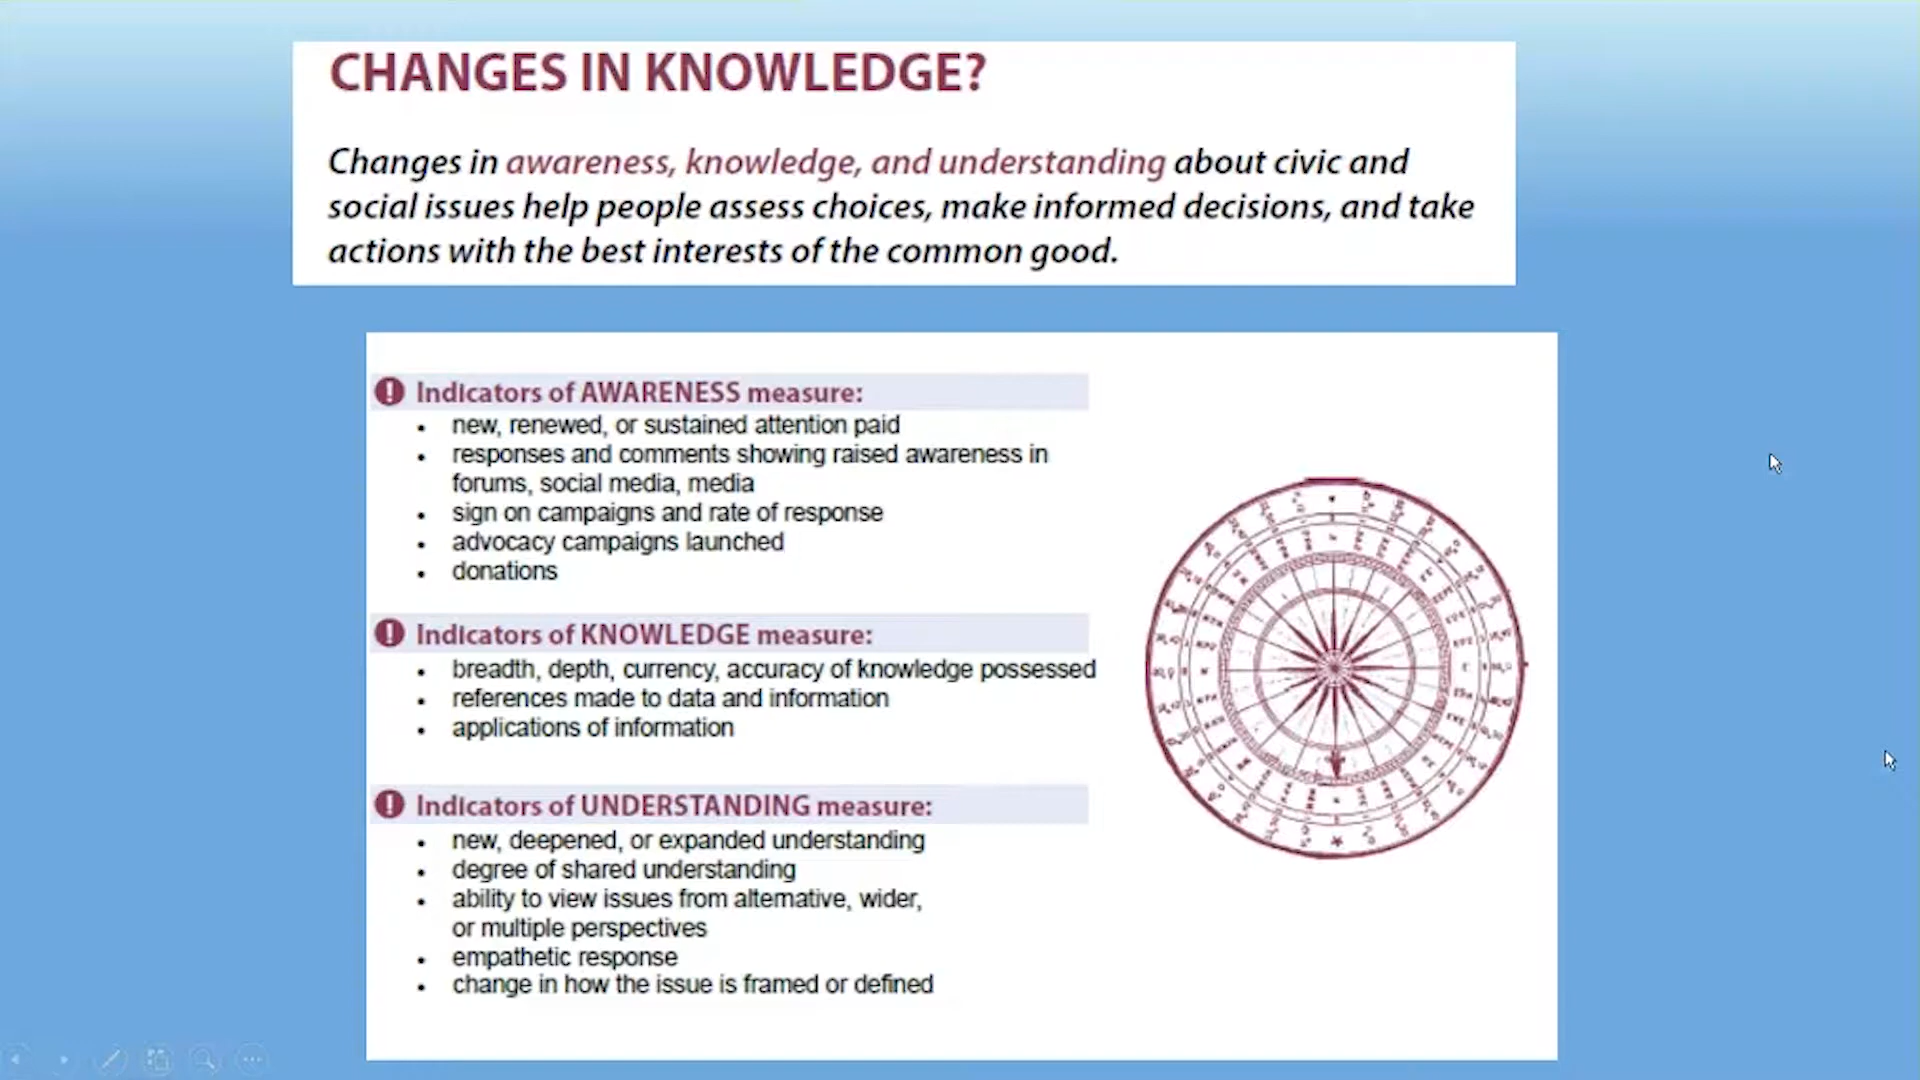 CHANGES IN KNOWLEDGE?
Changes in awareness, knowledge, and understanding about civic and
social issues help people assess choices, make informed decisions, and take
actions with the best interests of the common good.
! Indicators of AWARENESS measure:
• new, renewed, or sustained attention paid
• responses and comments showing raised awareness in
forums, social media, media
• sign on campaigns and rate of response
• advocacy campaigns launched
• donations
! Indicators of KNOWLEDGE measure:
• breadth, depth, currency, accuracy of knowledge possessed
• references made to data and information
• applications of information
! Indicators of UNDERSTANDING measure:
• new, deepened, or expanded understanding
• degree of shared understanding
• ability to view issues from alternative, wider,
or multiple perspectives
• empathetic response
• change in how the issue is framed or defined